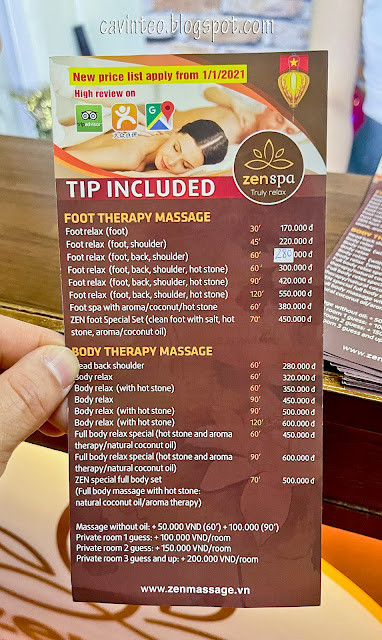 cavinteo.blogspot.com
New price list apply from 1/1/2021
High review on
tripadvisor
G
zenspa
Truly relax
TIP INCLUDED
FOOT THERAPY MASSAGE
Foot relax (foot) 30' 170.000 đ
Foot relax (foot, shoulder) 45' 220.000 đ
Foot relax (foot, back, shoulder) 60' 280.000 đ
Foot relax (foot, back, shoulder, hot stone) 60' 300.000 đ
Foot relax (foot, back, shoulder, hot stone) 90' 420.000 đ
Foot relax (foot, back, shoulder, hot stone) 120' 550.000 đ
Foot spa with aroma/coconut/hot stone 60' 380.000 đ
ZEN foot Special Set (clean foot with salt, hot 70' 450.000 đ
stone, aroma/coconut oil)
BODY THERAPY MASSAGE
ead back shoulder 60' 280.000 đ
Body relax 60' 320.000 đ
Body relax (with hot stone) 60' 350.000 đ
Body relax 90' 450.000 đ
Body relax (with hot stone) 90' 500.000 đ
Body relax (with hot stone) 120' 600.000 đ
Full body relax special (hot stone and aroma 60' 450.000 đ
therapy/natural coconut oil)
Full body relax special (hot stone and aroma 90' 600.000 đ
therapy/natural coconut oil)
ZEN special full body set 70' 500.000 đ
(Full body massage with hot stone:
natural coconut oil/aroma therapy)
Massage without oil: + 50.000 VND (60') + 100.000 (90')
Private room 1 guess: + 100.000 VND/room
Private room 2 guess: + 150.000 VND/room
Private room 3 guess and up: + 200.000 VND/room
www.zenmassage.vn